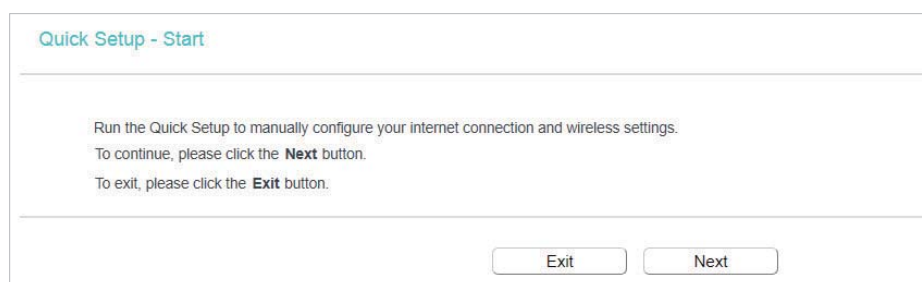 Quick Setup - Start
Run the Quick Setup to manually configure your internet connection and wireless settings.
To continue, please click the Next button.
To exit, please click the Exit button.
Exit Next